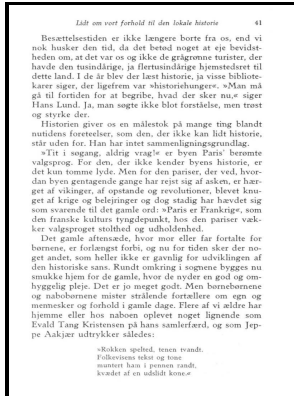 Lidt om vort forhold til den lokale historie 41
Besættelsestiden er ikke længere borte fra os, end vi
nok husker den tid, da det betød noget at eje bevidst-
heden om, at det var os og ikke de grågrønne turister, der
havde den tusindårige, ja flertusindårige hjemstedsret til
dette land. I de år blev der læst historie, ja visse bibliote-
karer siger, der ligefrem var »historiehunger«. »Man må
gå til fortiden for at begribe, hvad der sker nu,« siger
Hans Lund. Ja, man søgte ikke blot forståelse, men trøst
og styrke der.
Historien giver os en målestok på mange ting blandt
nutidens foreteelser, som den, der ikke kan lidt historie,
står uden for. Han har intet sammenligningsgrundlag.
»Tit i søgang, aldrig vrag!« er byen Paris' berømte
valgsprog. For den, der ikke kender byens historie, er
det kun tomme lyde. Men for den pariser, der ved, hvor-
dan byen gentagende gange har rejst sig af asken, er hær-
get af vikinger, af opstande og revolutioner, blevet knu-
get af krige og belejringer og dog stadig har hævdet sig
som svarende til det gamle ord: »Paris er Frankrig«, som
den franske kulturs tyngdepunkt, hos den pariser væk-
ker valgsproget stolthed og udholdenhed.
Det gamle aftensæde, hvor mor eller far fortalte for
børnene, er forlængst forbi, og nu for tiden sker der no-
get andet, som heller ikke er gavnlig for udviklingen af
den historiske sans. Rundt omkring i sognene bygges nu
smukke hjem for de gamle, hvor de nyder en god og om-
hyggelig pleje. Det er jo meget godt. Men børnebørnene
og nabobørnene mister strålende fortællere om egn og
mennesker og forhold i gamle dage. Flere af vi ældre har
hjemme eller hos naboen oplevet noget lignende som
Evald Tang Kristensen på hans samlerfærd, og som Jep-
pe Aakjær udtrykker således:
»Rokken spelted, tenen tvandt.
Folkevisens tekst og tone
muntert ham i pennen randt,
kvædet af en udslidt kone.«